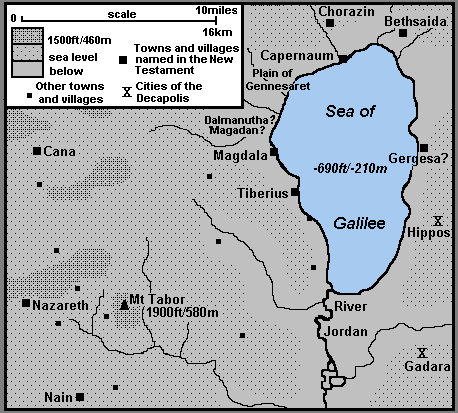 0 scale 10miles
16km
1500ft/460m
sea level
below
Towns and villages
named in the New
Testament
Other towns
and villages
Cities of the
Decapolis
Chorazin
Bethsaida
Capernaum
Plain of
Gennesaret
Sea of
Dalmanutha?
Magadan?
Cana
Magdala
Gergesa?
-690ft/-210m
Tiberius
Galilee
Hippos
Nazareth
Mt Tabor
1900ft/580m
River
Jordan
Gadara
Nain